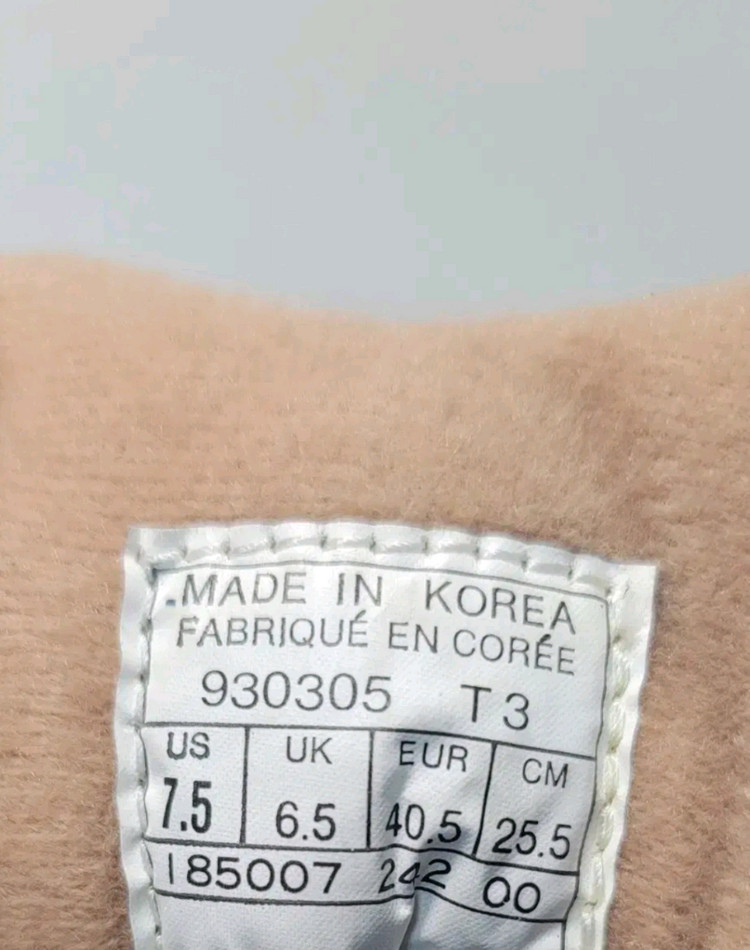 .MADE IN KOREA
FABRIQUÉ EN CORÉE
930305 T3
US UK EUR CM
7.5 6.5 40.5 25.5
185007 242 00